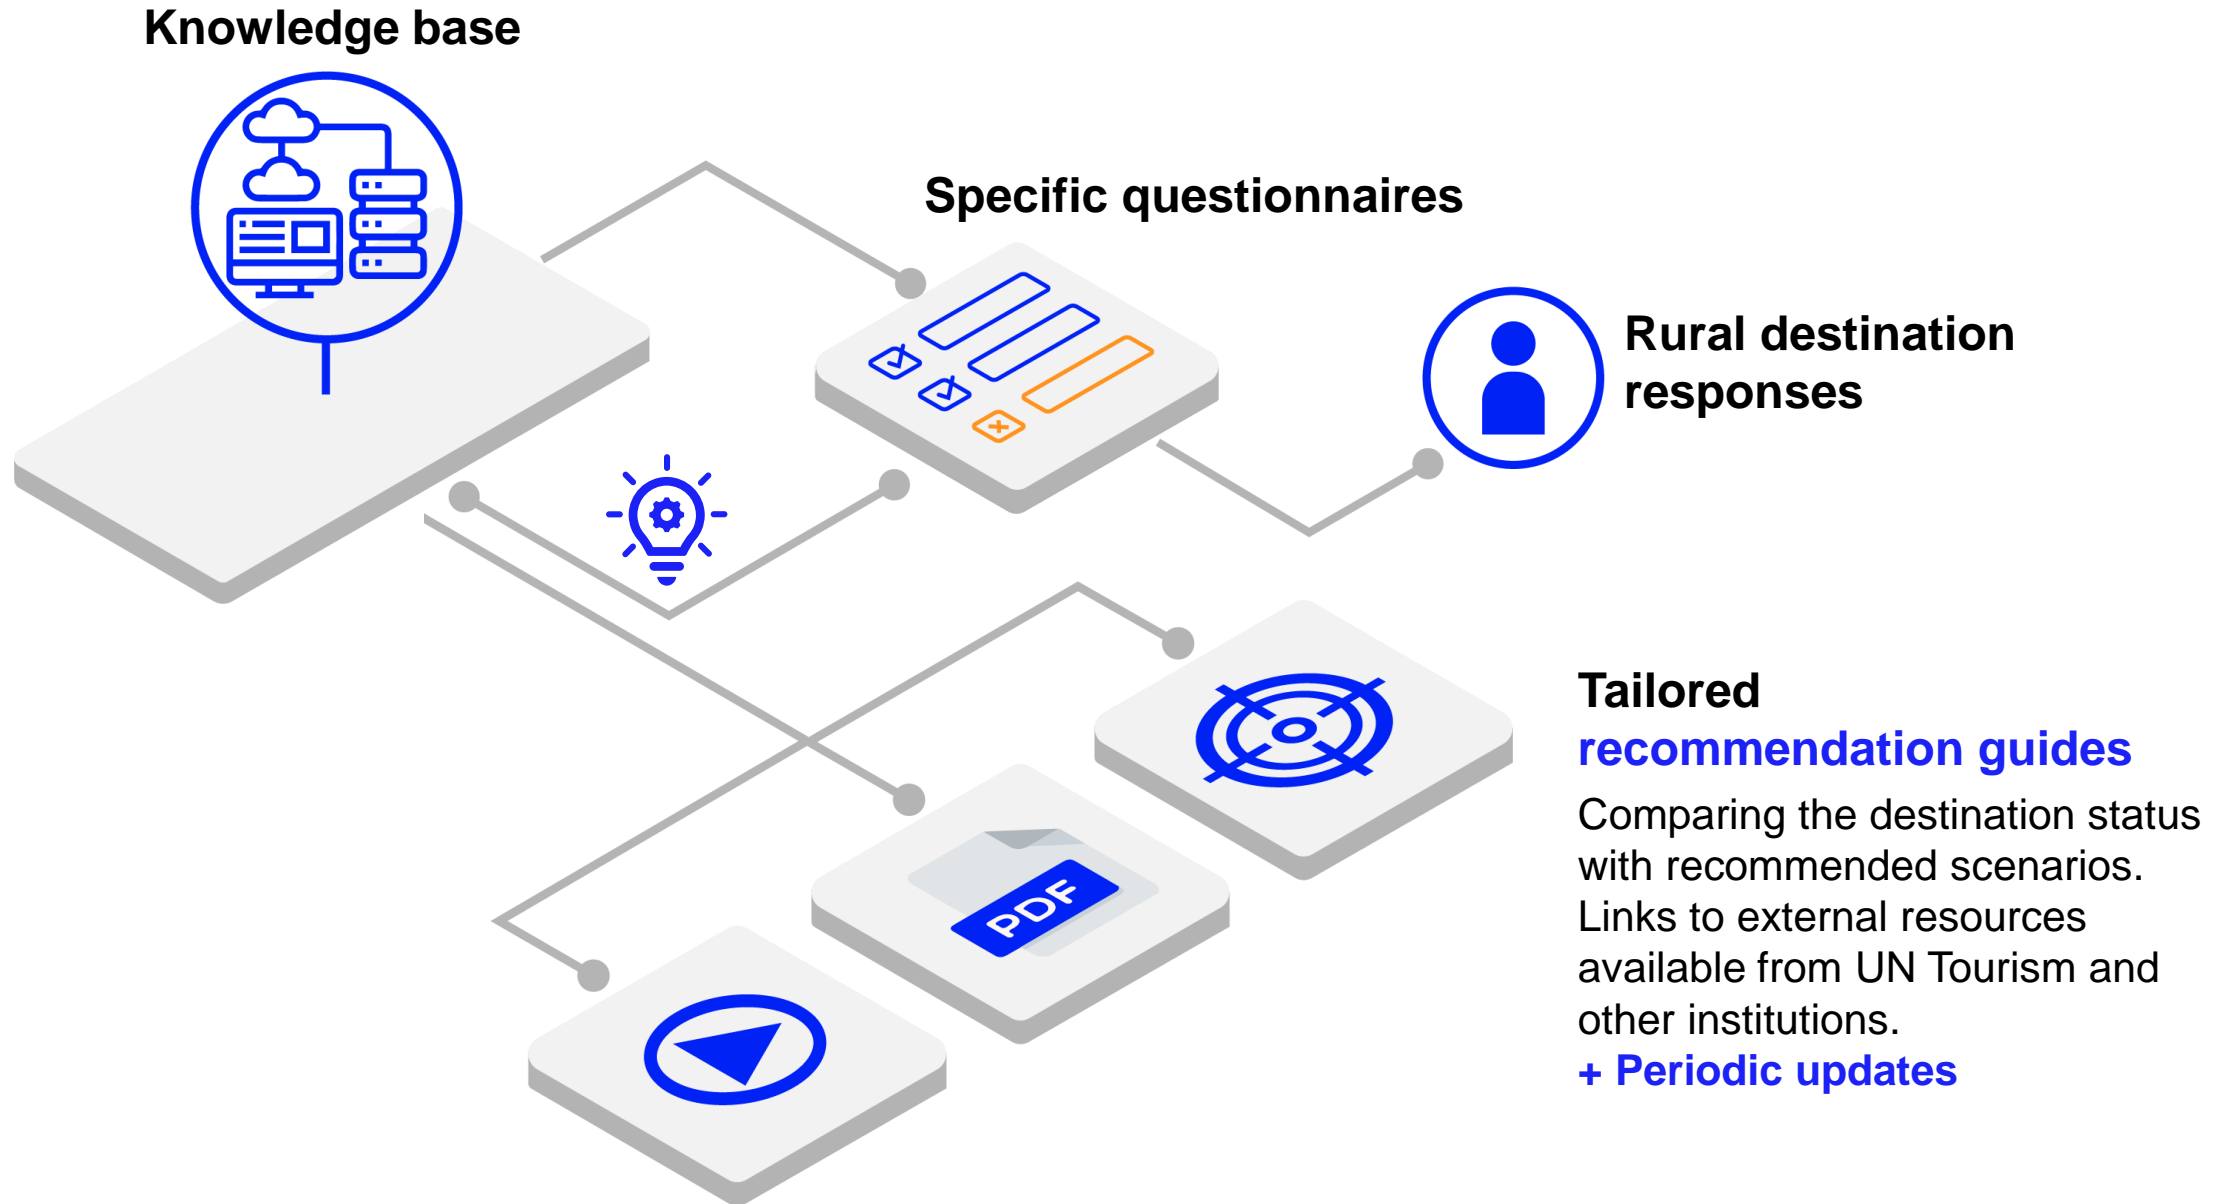 Knowledge base
Specific questionnaires
Rural destination
responses
PDF
Tailored
recommendation guides
Comparing the destination status
with recommended scenarios.
Links to external resources
available from UN Tourism and
other institutions.
+ Periodic updates